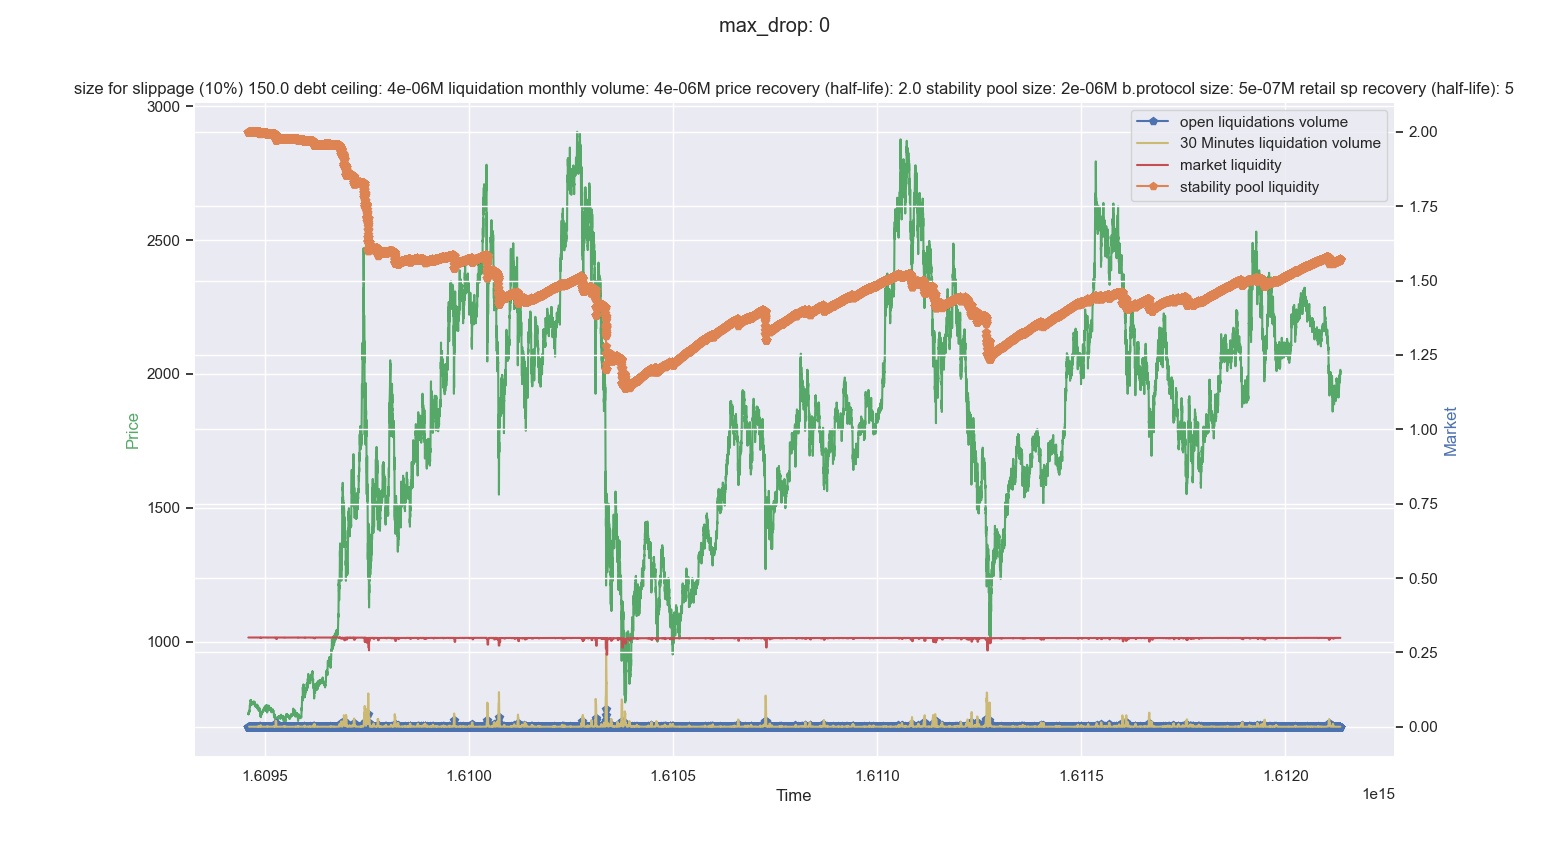 max_drop: 0
size for slippage (10%) 150.0 debt ceiling: 4e-06M liquidation monthly volume: 4e-06M price recovery (half-life): 2.0 stability pool size: 2e-06M b.protocol size: 5e-07M retail sp recovery (half-life): 5
open liquidations volume
30 Minutes liquidation volume
market liquidity
stability pool liquidity
3000
2500
2000
1500
1000
Price
2.00
1.75
1.50
1.25
1.00
0.75
0.50
0.25
0.00
Market
1.6095 1.6100 1.6105 1.6110 1.6115 1.6120
Time
1e15